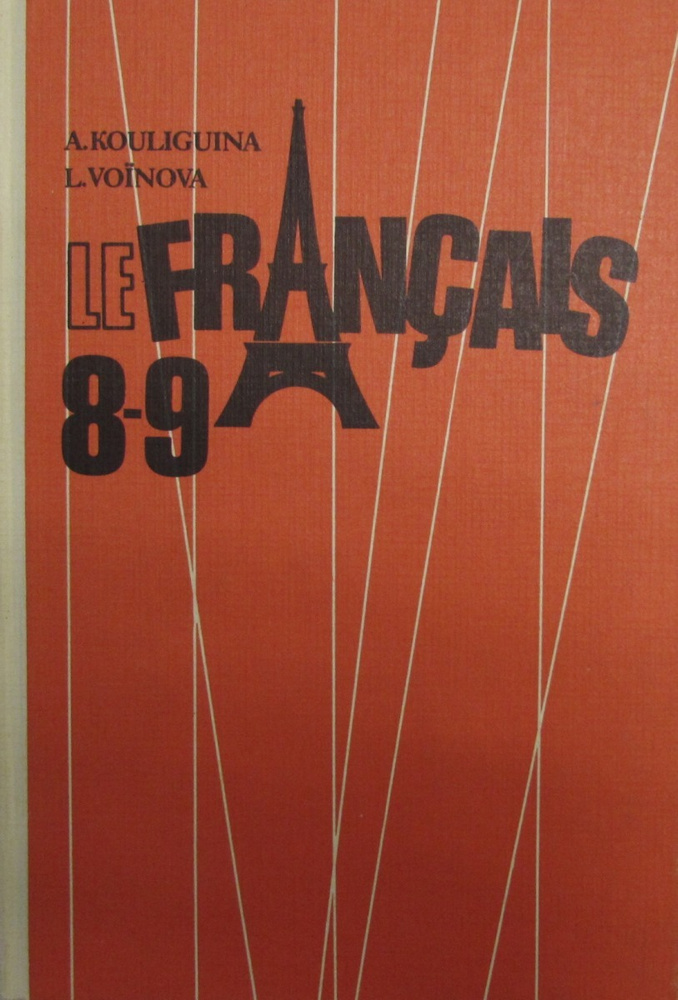 A.KOULIGUINA
L.VOÏNOVA
LE FRANÇAIS
8-9